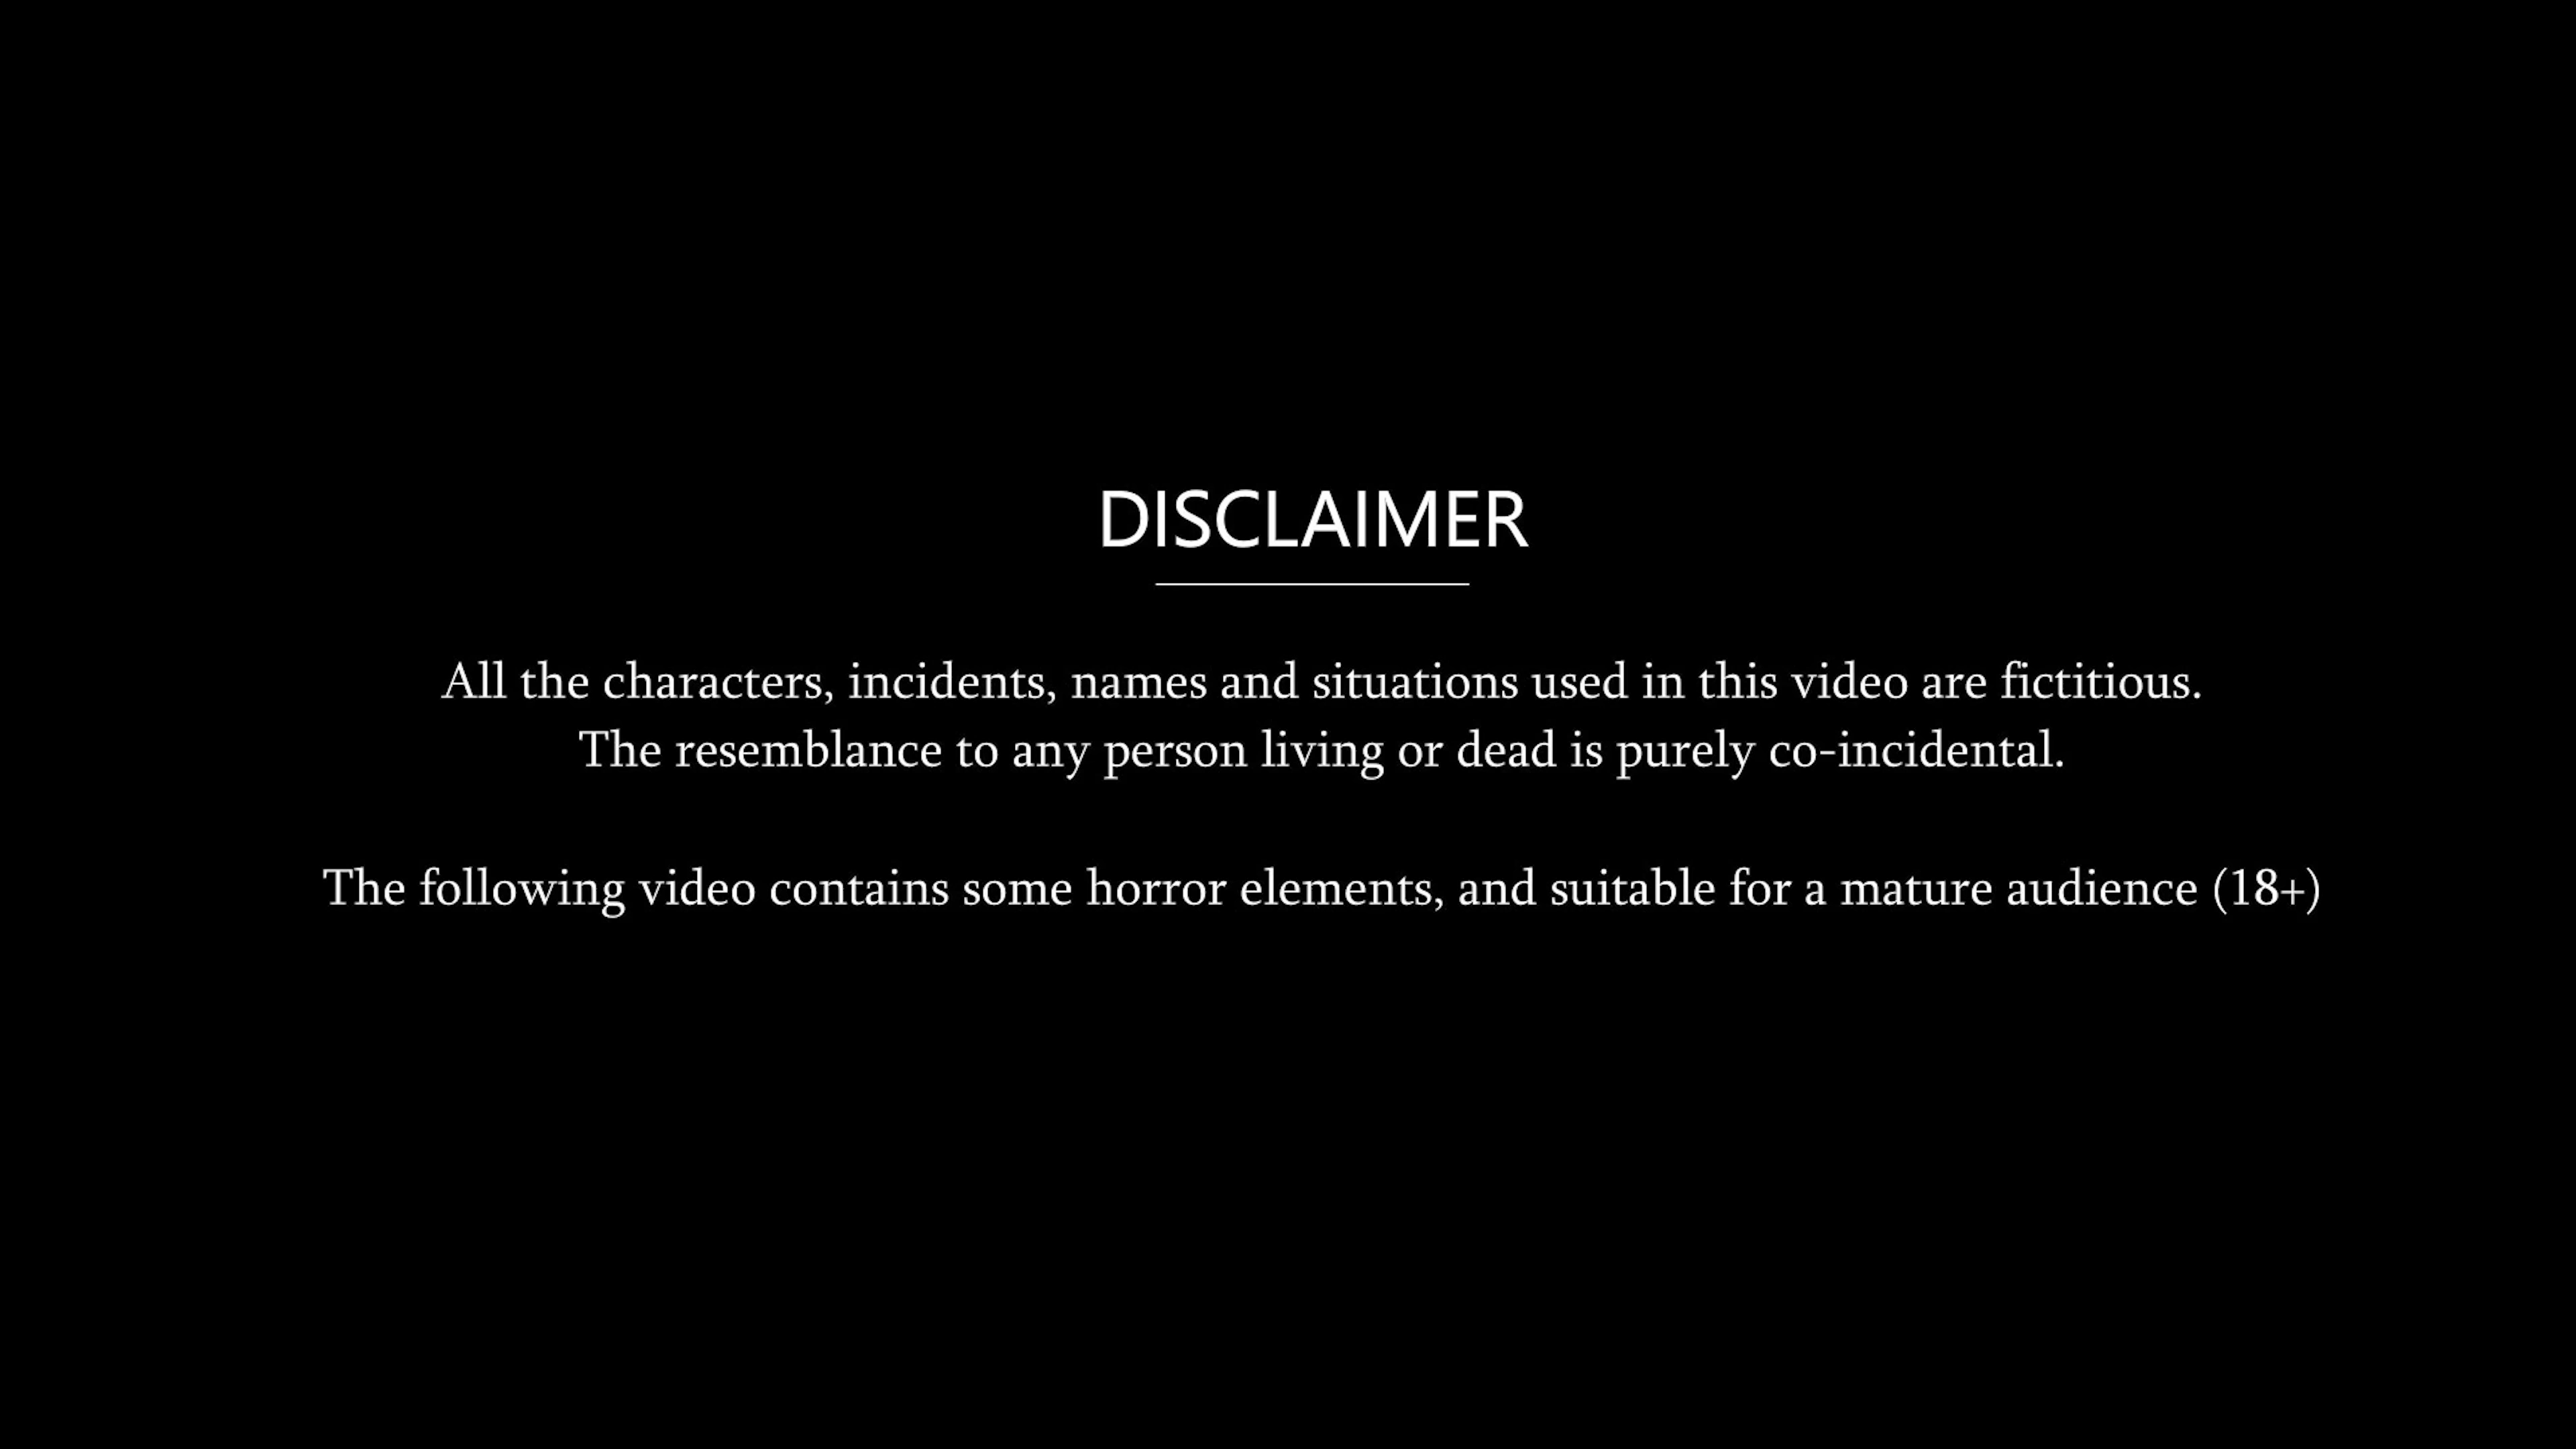 DISCLAIMER
All the characters, incidents, names and situations used in this video are fictitious.
The resemblance to any person living or dead is purely co-incidental.
The following video contains some horror elements, and suitable for a mature audience (18+)